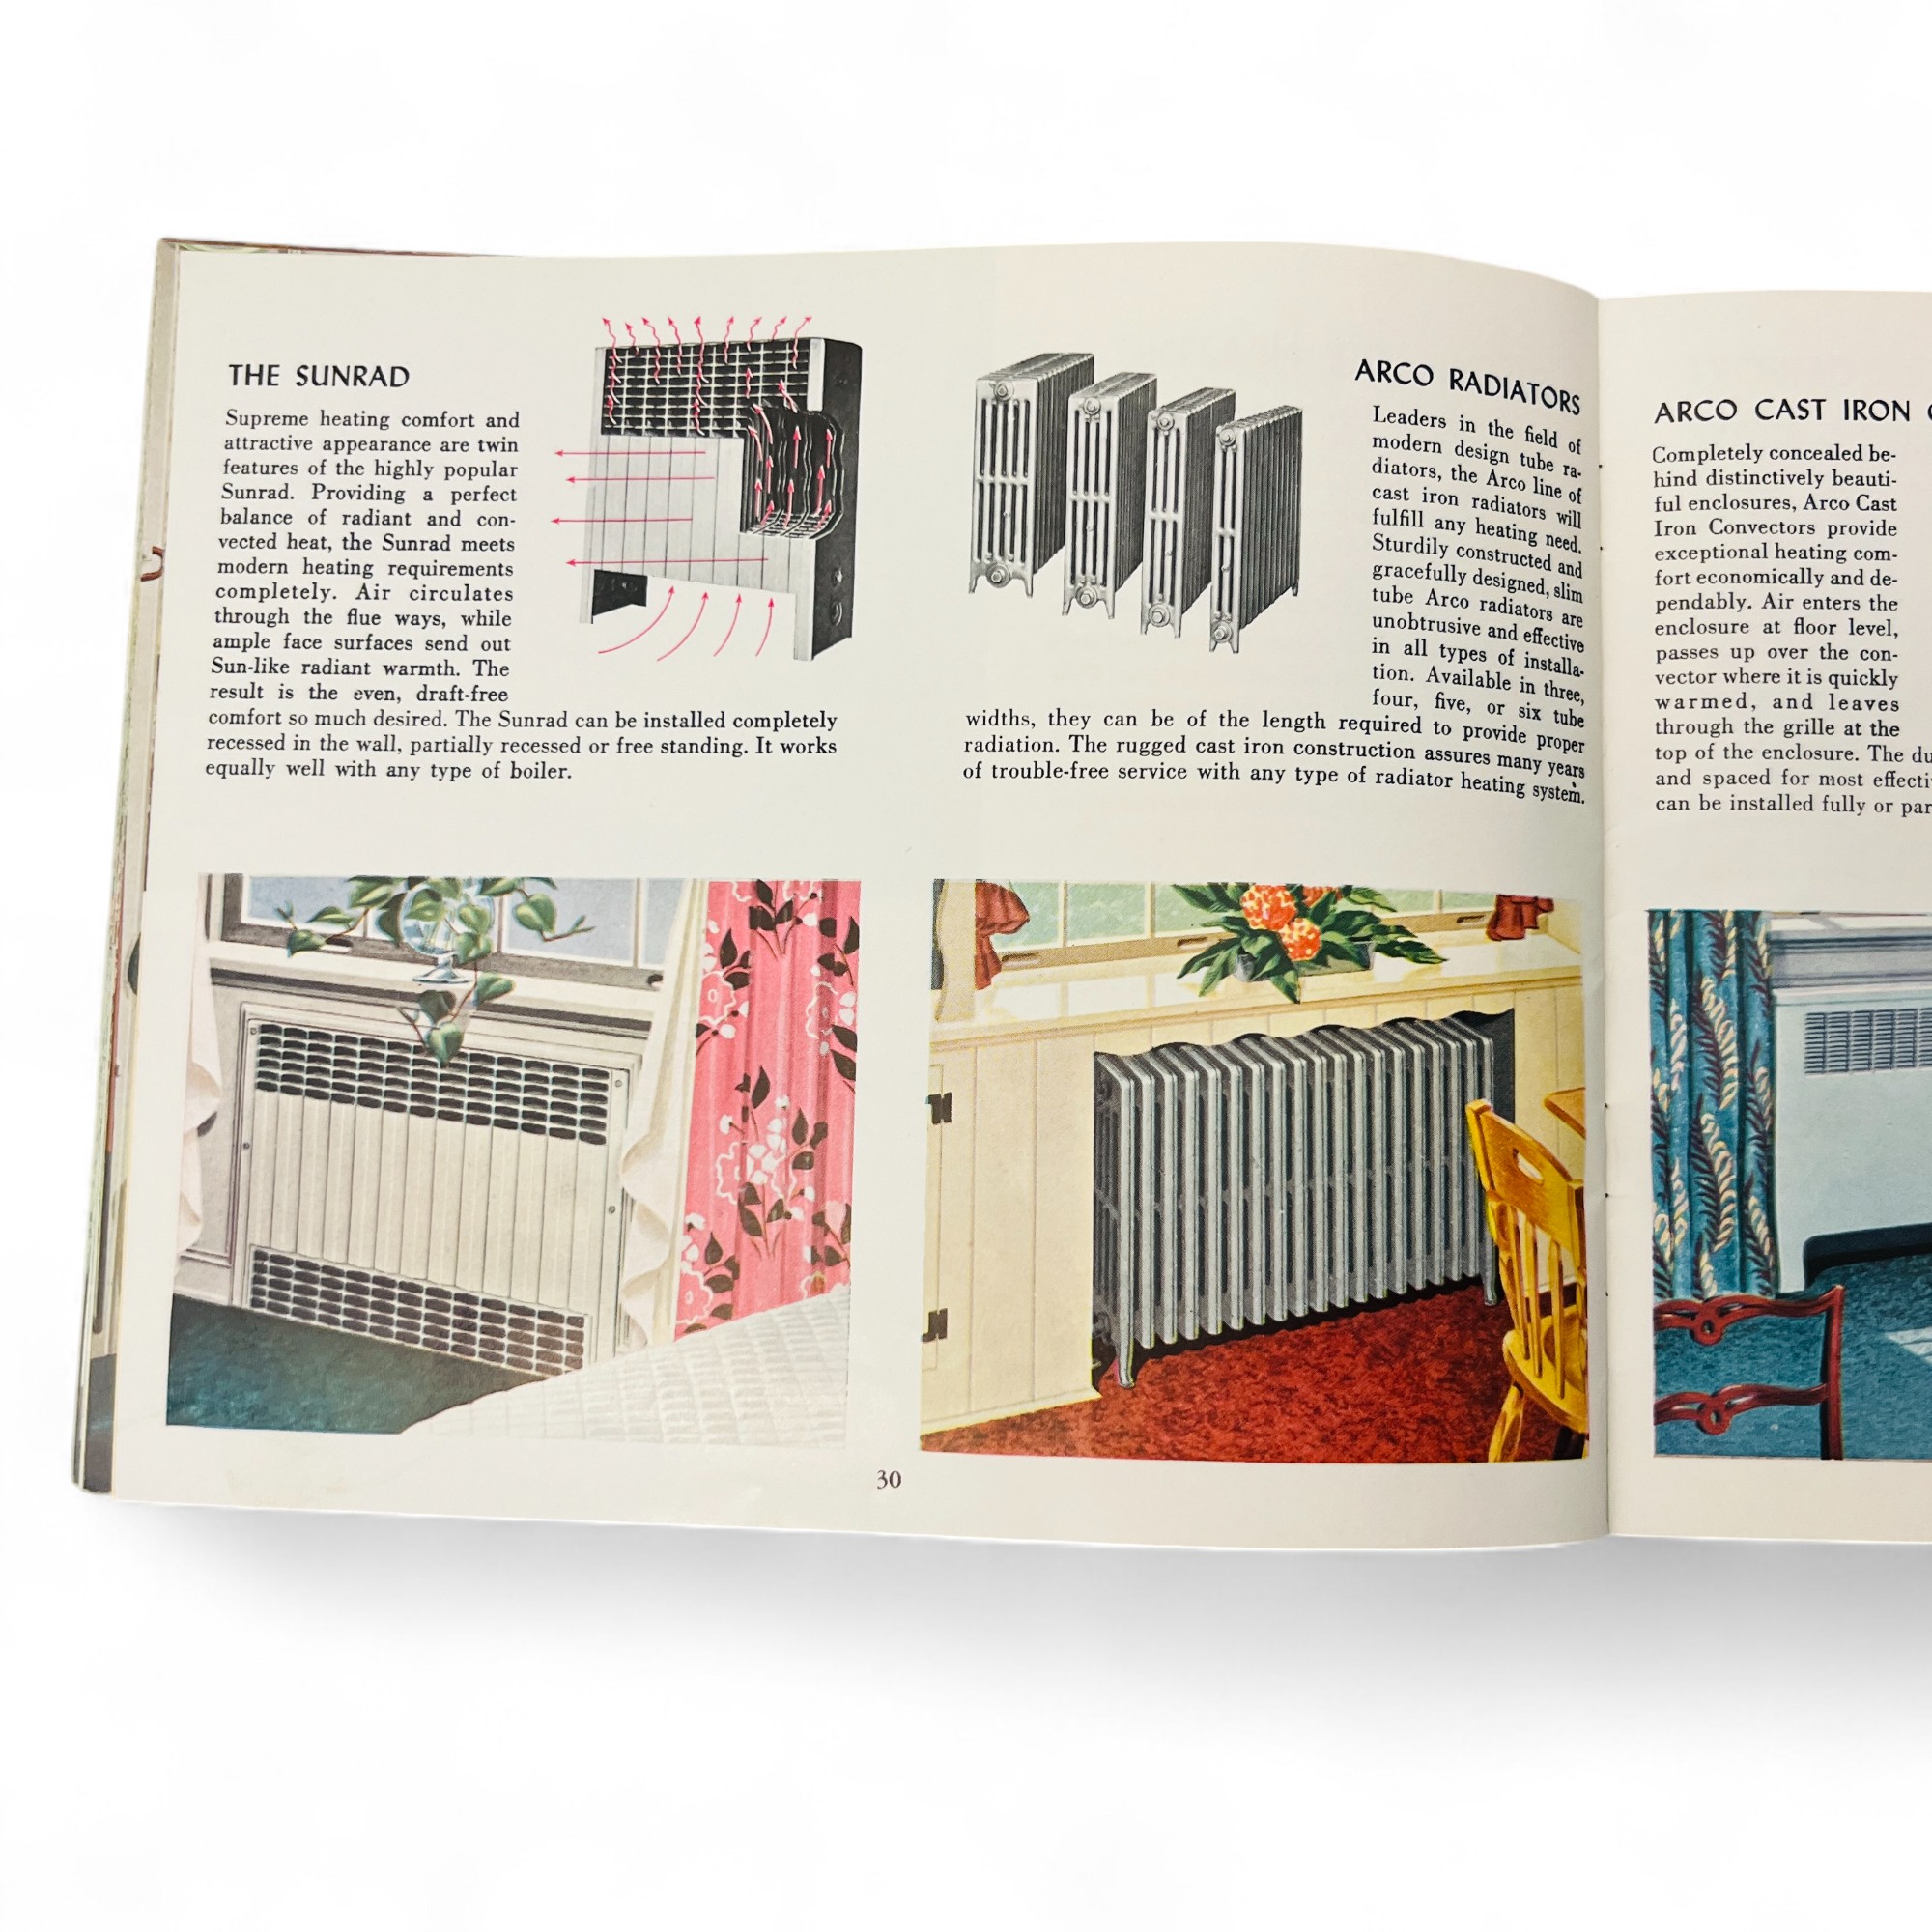 THE SUNRAD
Supreme heating comfort and
attractive appearance are twin
features of the highly popular
Sunrad. Providing a perfect
balance of radiant and con-
vected heat, the Sunrad meets
modern heating requirements
completely. Air circulates
through the flue ways, while
ample face surfaces send out
Sun-like radiant warmth. The
result is the even, draft-free
comfort so much desired. The Sunrad can be installed completely
recessed in the wall, partially recessed or free standing. It works
equally well with any type of boiler.
ARCO RADIATORS
Leaders in the field of
modern design tube ra-
diators, the Arco line of
cast iron radiators will
fulfill any heating need.
Sturdily constructed and
gracefully designed, slim
tube Arco radiators are
unobtrusive and effective
in all types of installa-
tion. Available in three,
four, five, or six tube
widths, they can be of the length required to provide proper
radiation. The rugged cast iron construction assures many years
of trouble-free service with any type of radiator heating system.
30
ARCO CAST IRON
Completely concealed be-
hind distinctively beauti-
ful enclosures, Arco Cast
Iron Convectors provide
exceptional heating com-
fort economically and de-
pendably. Air enters the
enclosure at floor level,
passes up over the con-
vector where it is quickly
warmed, and leaves
through the grille at the
top of the enclosure. The
and spaced for most
can be installed fully or